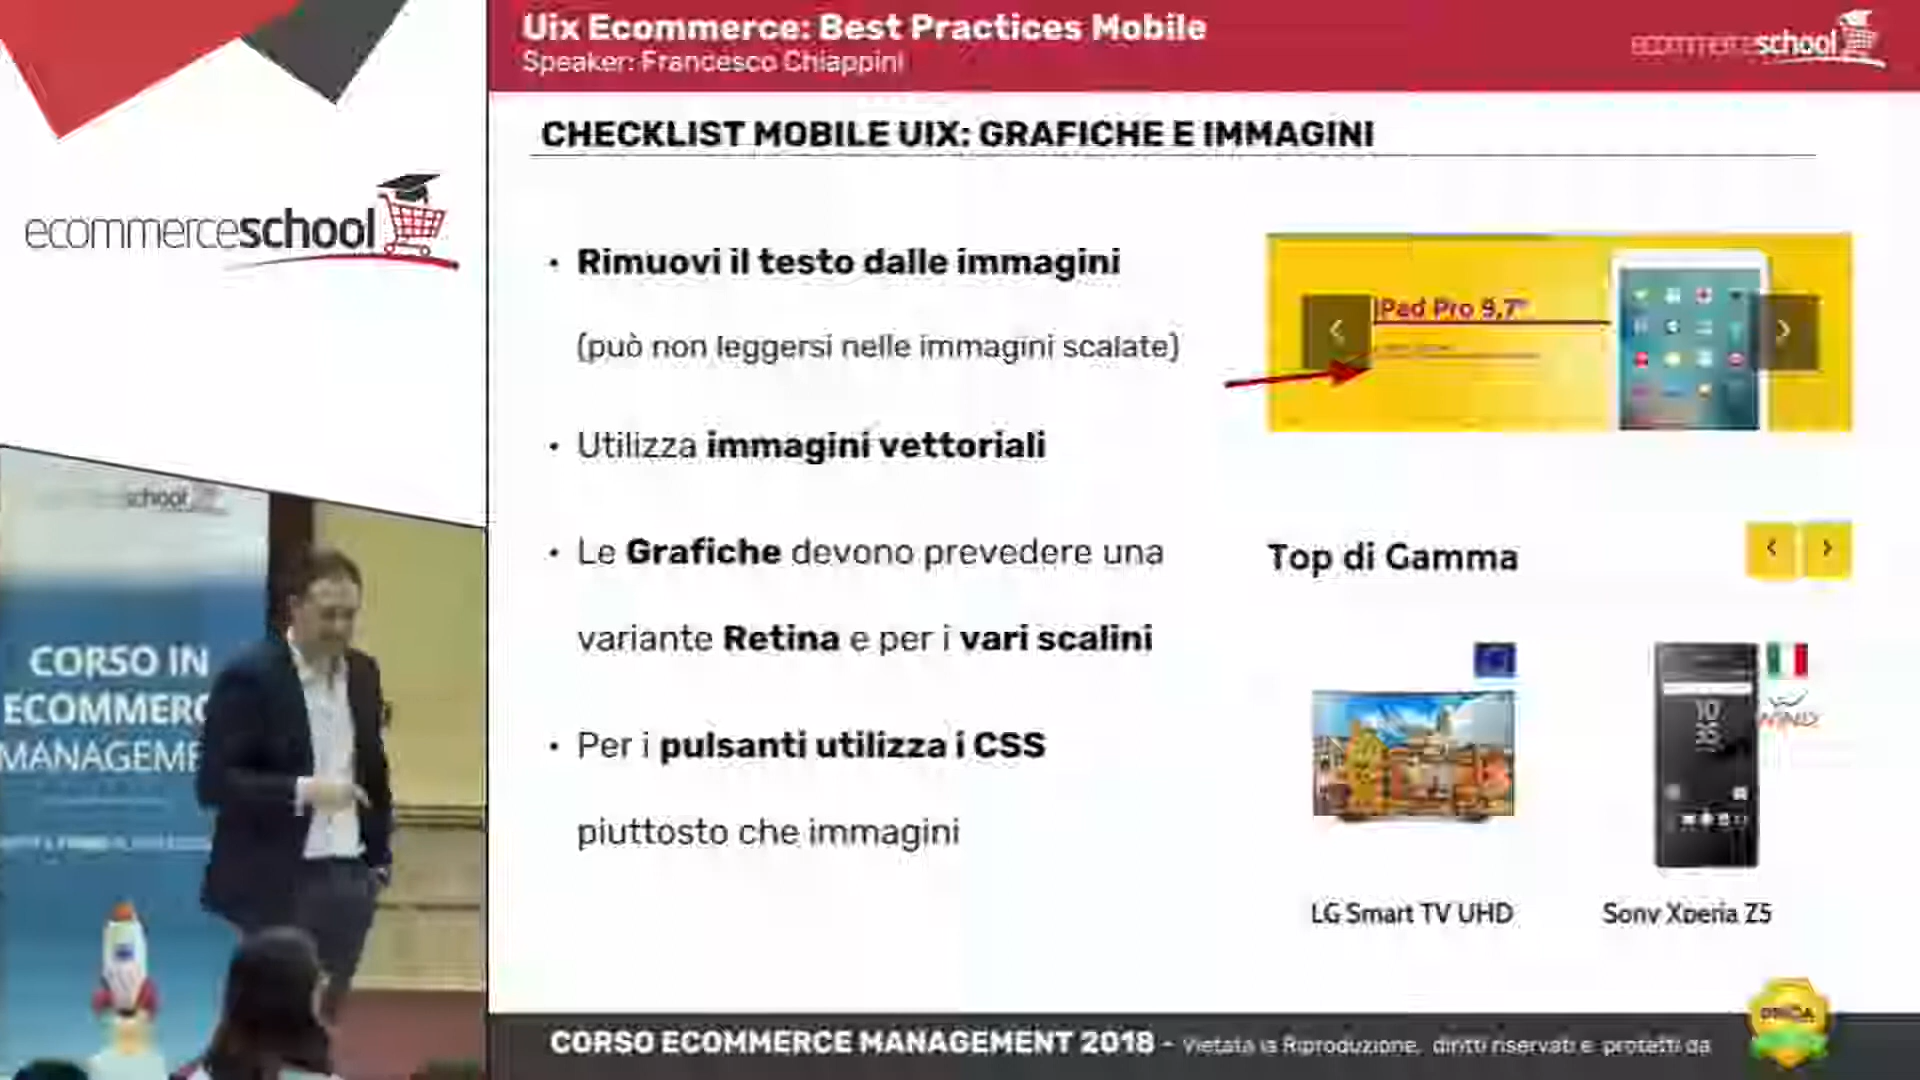 Uix Ecommerce: Best Practices Mobile
Speaker: Francesco Chiappini
ecommerceschool
CHECKLIST MOBILE UIX: GRAFICHE E IMMAGINI
ecommerceschool
• Rimuovi il testo dalle immagini
(può non leggersi nelle immagini scalate)
• Utilizza immagini vettoriali
• Le Grafiche devono prevedere una
variante Retina e per i vari scalini
• Per i pulsanti utilizza i CSS
piuttosto che immagini
iPad Pro 9,7"
Top di Gamma
10
WIND
LG Smart TV UHD
Sony Xperia Z5
school
CORSO IN
ECOMMERC
MANAGEME
CORSO ECOMMERCE MANAGEMENT 2018 - Vietata la Riproduzione, diritti riservati e protetti da